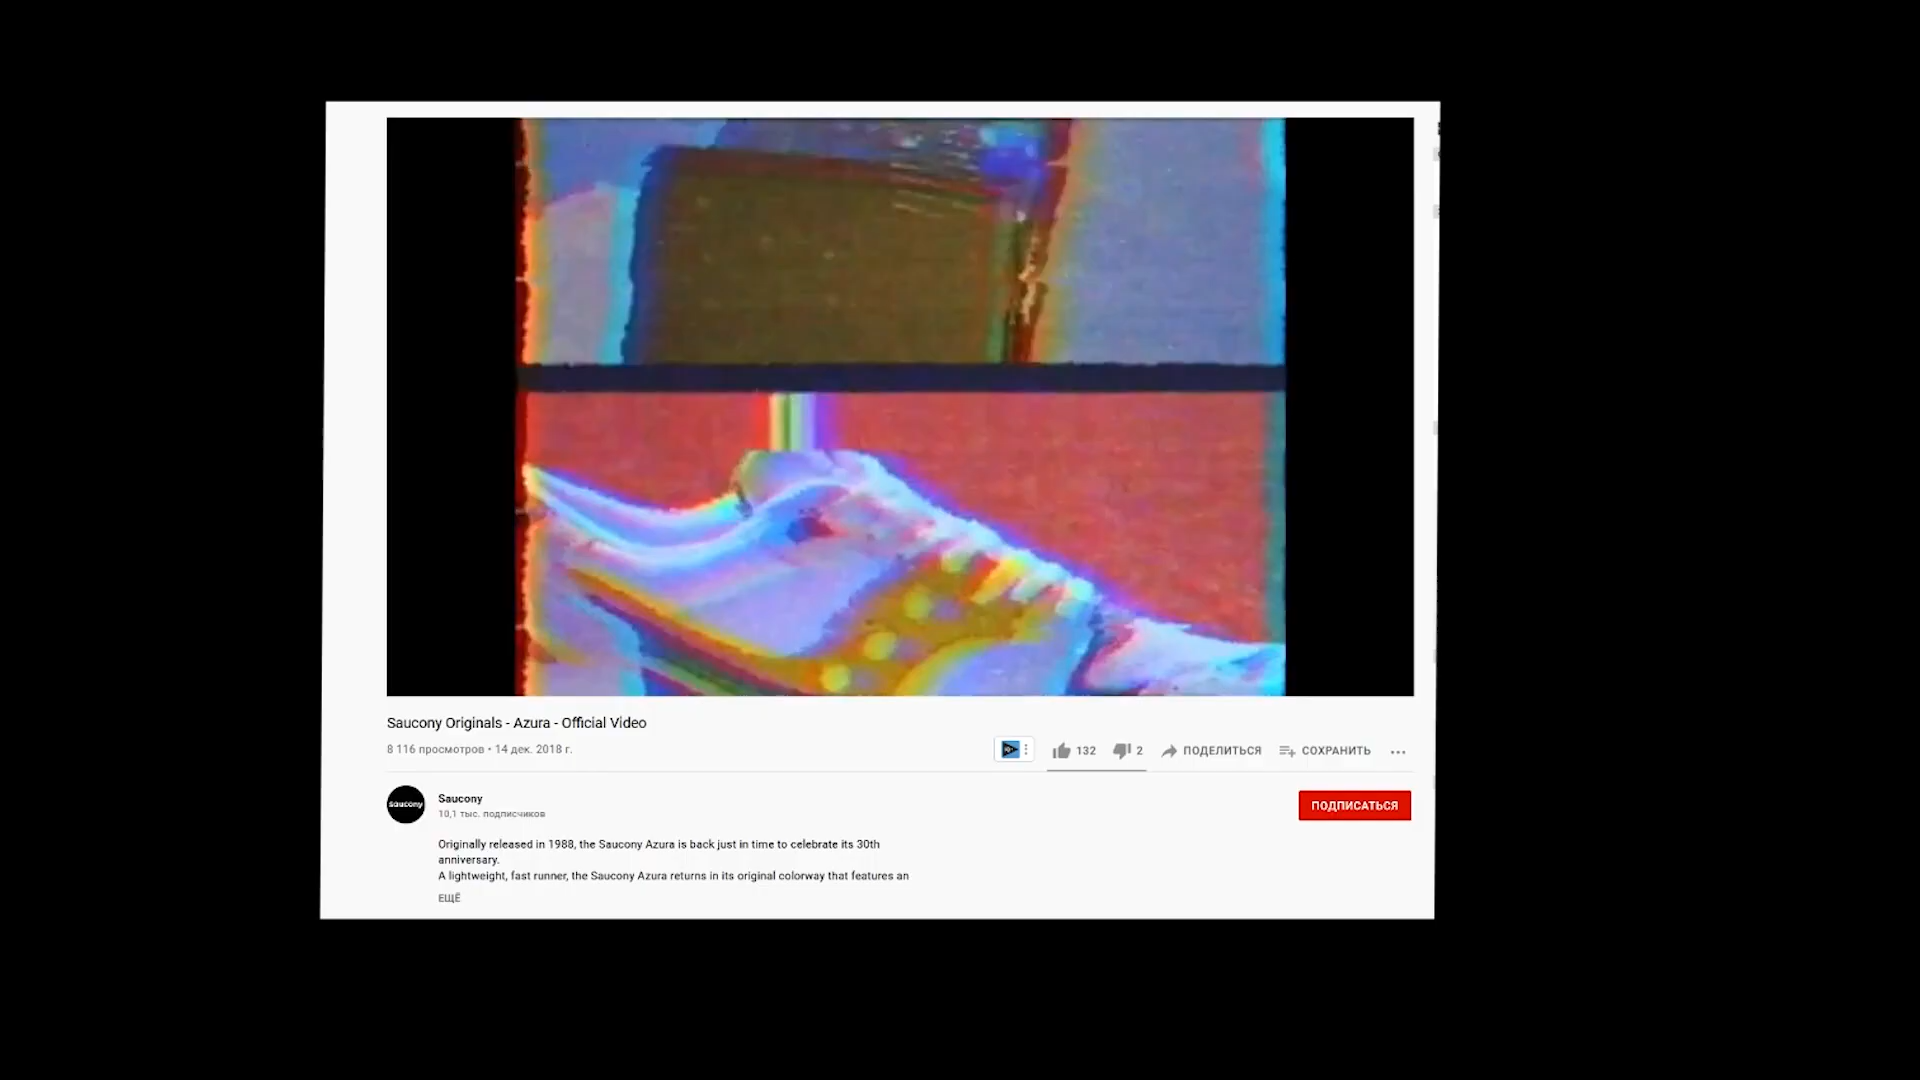 Saucony Originals - Azura - Official Video
8 116 просмотров • 14 дек. 2018 г.
132
2
ПОДЕЛИТЬСЯ
СОХРАНИТЬ
saucony
Saucony
10,1 тыс. подписчиков
ПОДПИСАТЬСЯ
Originally released in 1988, the Saucony Azura is back just in time to celebrate its 30th
anniversary.
A lightweight, fast runner, the Saucony Azura returns in its original colorway that features an
ЕЩЁ